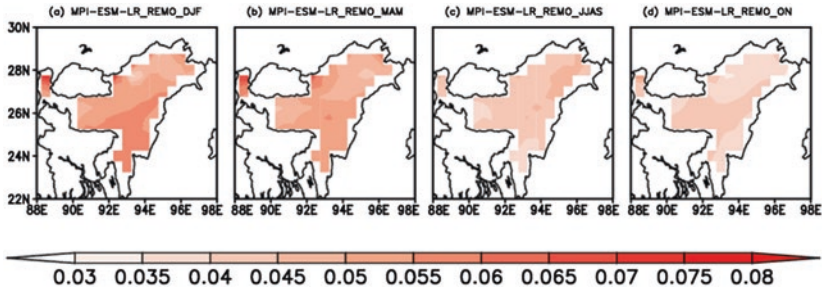 (a) MPI-ESM-LR_REMO_DJF (b) MPI-ESM-LR_REMO_MAM (c) MPI-ESM-LR_REMO_JJAS (d) MPI-ESM-LR_REMO_ON
30N
28N
26N
24N
22N
88E 90E 92E 94E 96E 98E 88E 90E 92E 94E 96E 98E 88E 90E 92E 94E 96E 98E 88E 90E 92E 94E 96E 98E
0.03 0.035 0.04 0.045 0.05 0.055 0.06 0.065 0.07 0.075 0.08